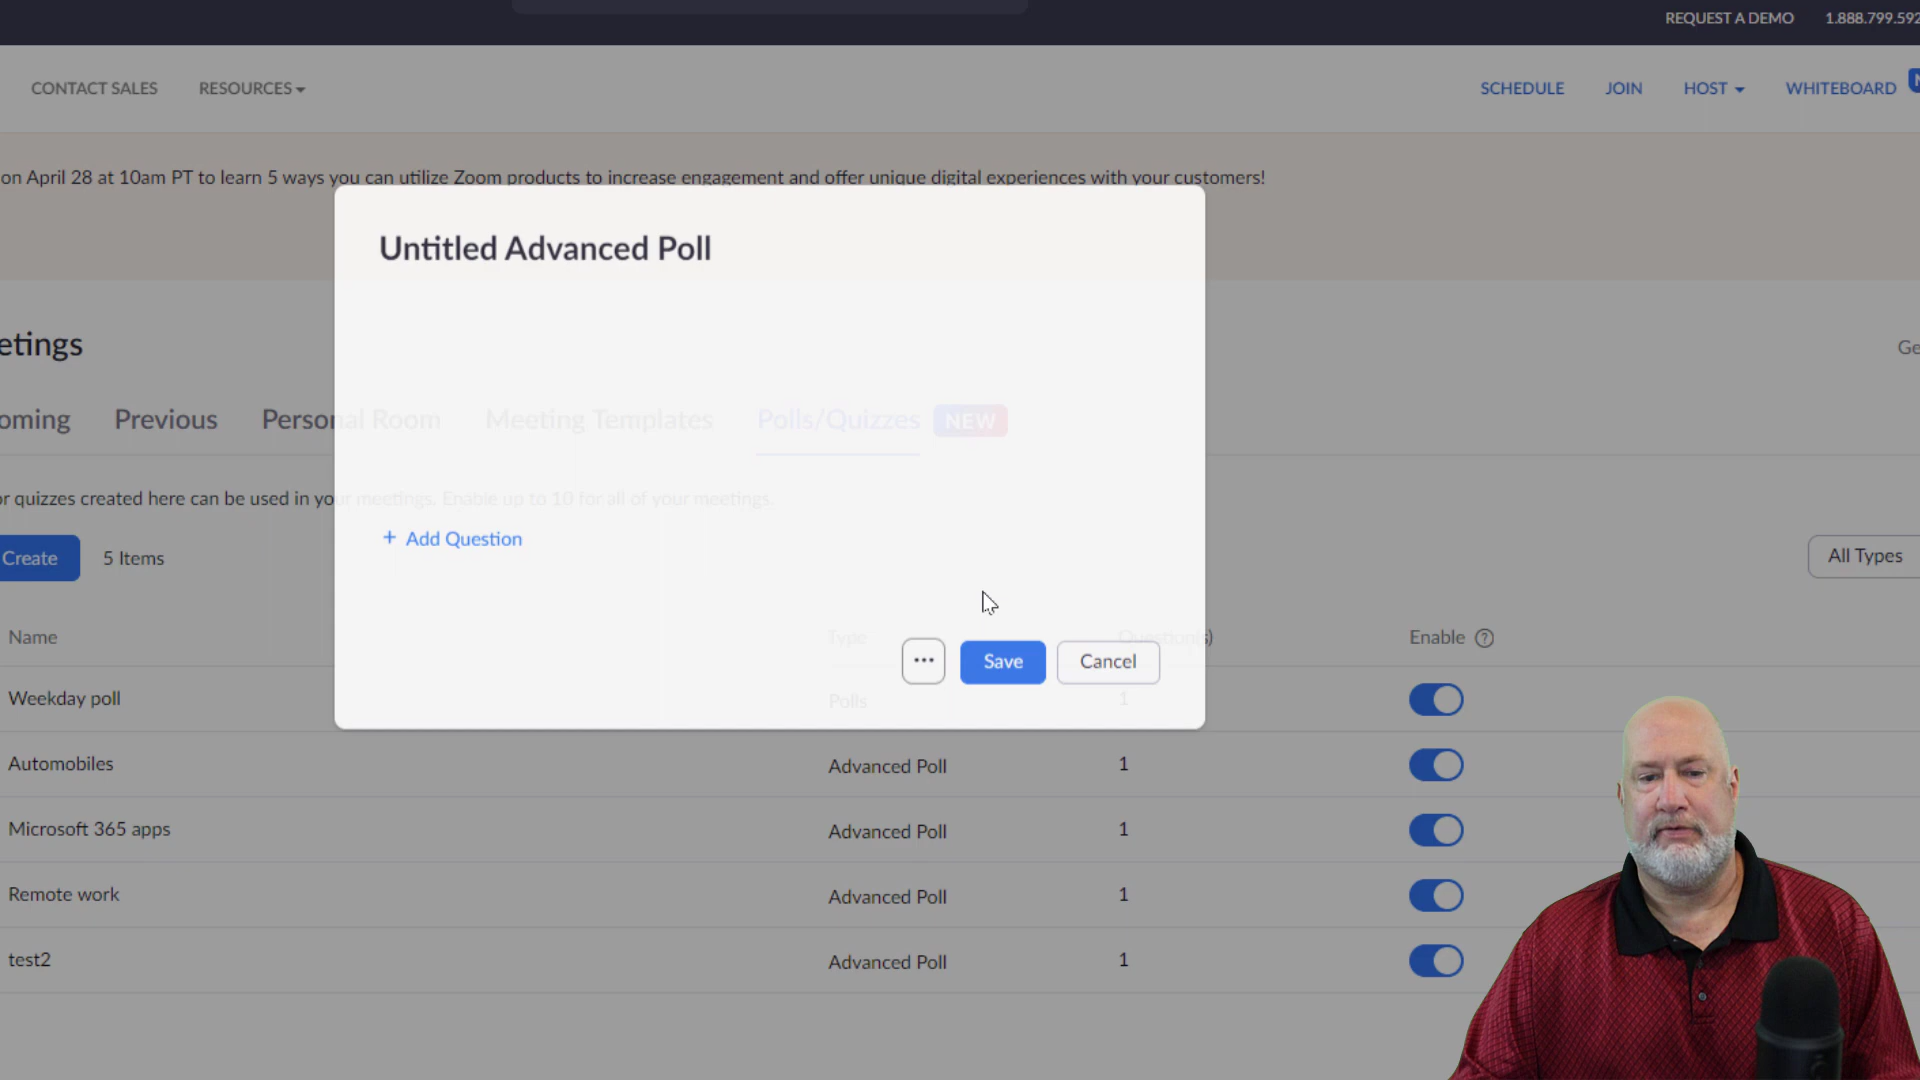 REQUEST A DEMO 1.888.799.592
CONTACT SALES RESOURCES SCHEDULE JOIN HOST WHITEBOARD N
on April 28 at 10am PT to learn 5 ways you can utilize Zoom products to increase engagement and offer unique digital experiences with your customers!
Untitled Advanced Poll
etings Ge
oming Previous Personal Room Meeting Templates Polls/Quizzes NEW
or quizzes created here can be used in your meetings. Enable up to 10 for all of your meetings.
+ Add Question
Create 5 Items All Types
Name Type Question(s) Enable ?
... Save Cancel
Weekday poll Polls 1
Automobiles Advanced Poll 1
Microsoft 365 apps Advanced Poll 1
Remote work Advanced Poll 1
test2 Advanced Poll 1